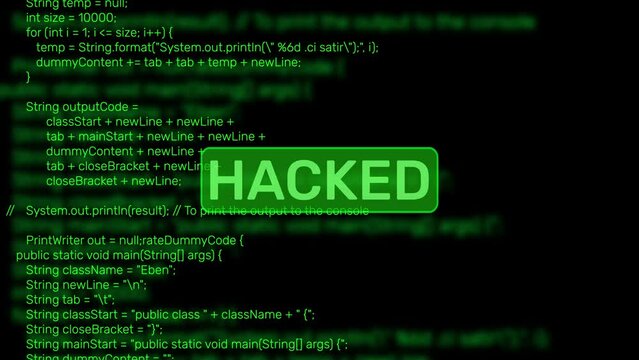 String temp = null;
int size = 10000;
for (int i = 1; i <= size; i++) {
temp = String.format("System.out.println(\" %6d .ci satir\");", i);
dummyContent += tab + tab + temp + newLine;
}
String outputCode =
classStart + newLine + newLine +
tab + mainStart + newLine + newLine +
dummyContent + newLine +
tab + closeBracket + newLine
closeBracket + newLine;
HACKED
// System.out.println(result); // To print the output to the console
PrintWriter out = null;rateDummyCode {
public static void main(String[] args) {
String className = "Eben";
String newLine = "\n";
String tab = "\t";
String classStart = "public class " + className + " {";
String closeBracket = "}";
String mainStart = "public static void main(String[] args) {";
String dummyContent = "";